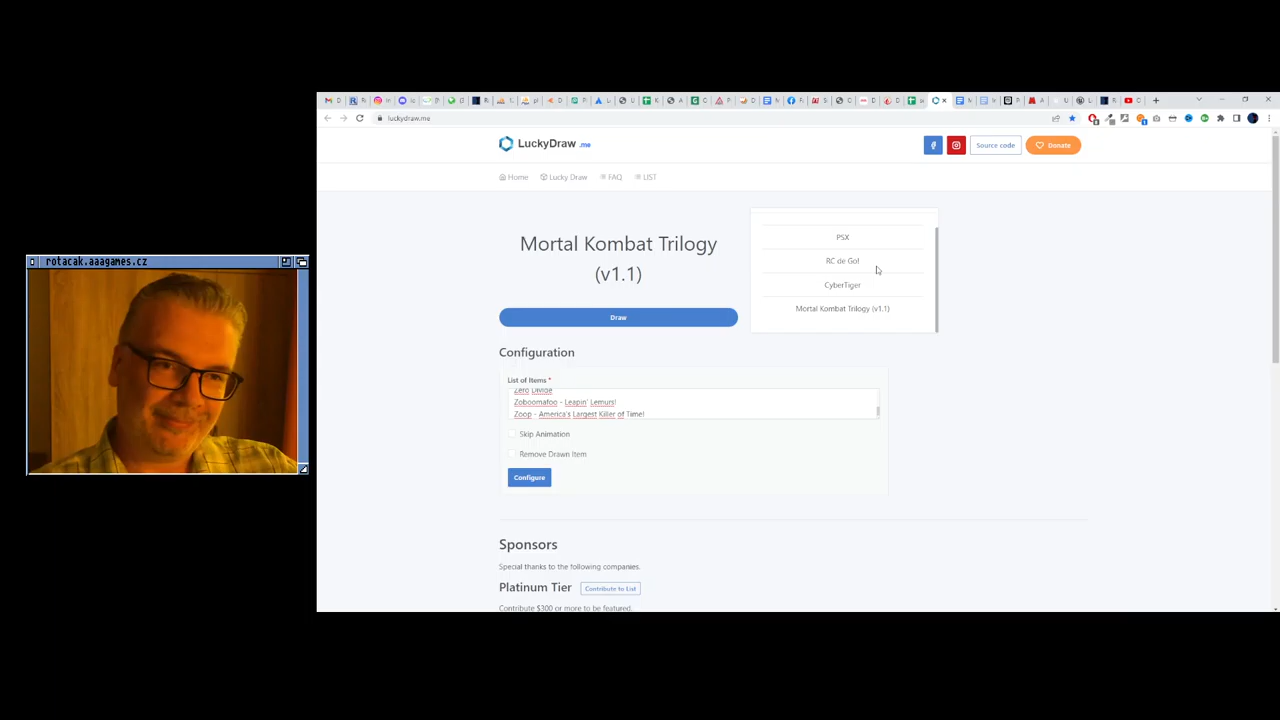 luckydraw.me
LuckyDraw .me
Source code
Donate
Home
Lucky Draw
FAQ
LIST
Mortal Kombat Trilogy
(v1.1)
PSX
RC de Go!
CyberTiger
Mortal Kombat Trilogy (v1.1)
Draw
rotacak.aaagames.cz
Configuration
List of Items *
Zero Divide
Zoboomafoo - Leapin' Lemurs!
Zoop - America's Largest Killer of Time!
Skip Animation
Remove Drawn Item
Configure
Sponsors
Special thanks to the following companies.
Platinum Tier
Contribute to List
Contribute $300 or more to be featured.